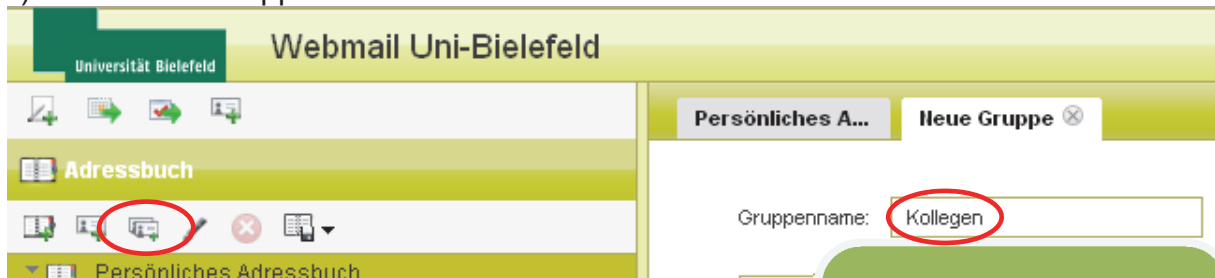 Webmail Uni-Bielefeld
Universität Bielefeld
Persönliches A...
Neue Gruppe
Adressbuch
Gruppenname: Kollegen
Persönliches Adressbuch